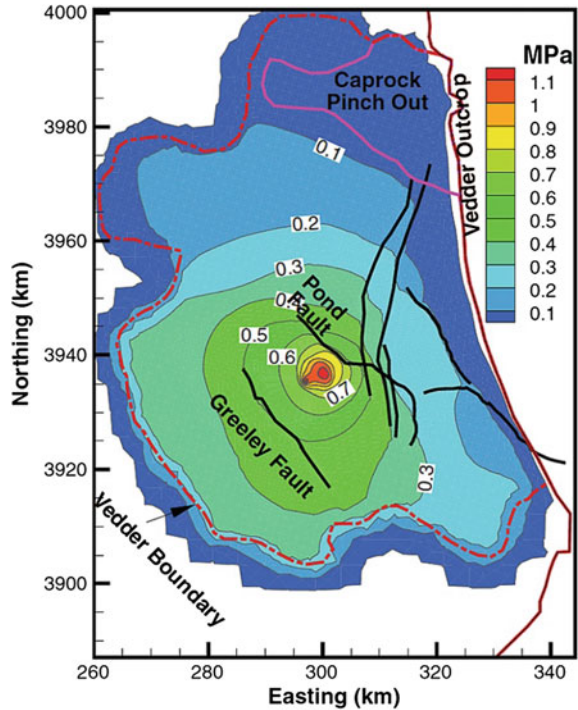 4000
3980
3960
3940
3920
3900
Northing (km)
260
280
300
320
340
Easting (km)
MPa
1.1
1
0.9
0.8
0.7
0.6
0.5
0.4
0.3
0.2
0.1
Caprock
Pinch Out
Vedder Outcrop
0.1
0.2
0.3
Pond
Fault
0.5
0.6
0.7
Greeley Fault
0.3
Vedder Boundary